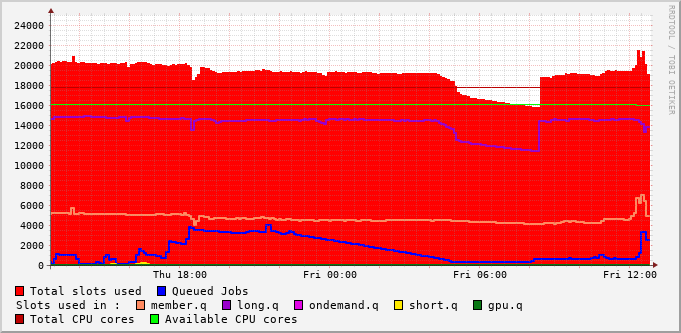 24000
22000
20000
18000
16000
14000
12000
10000
8000
6000
4000
2000
0
Thu 18:00 Fri 00:00 Fri 06:00 Fri 12:00
Total slots used Queued Jobs
Slots used in : member.q long.q ondemand.q short.q gpu.q
Total CPU cores Available CPU cores
RRDTOOL / TOBI OETIKER